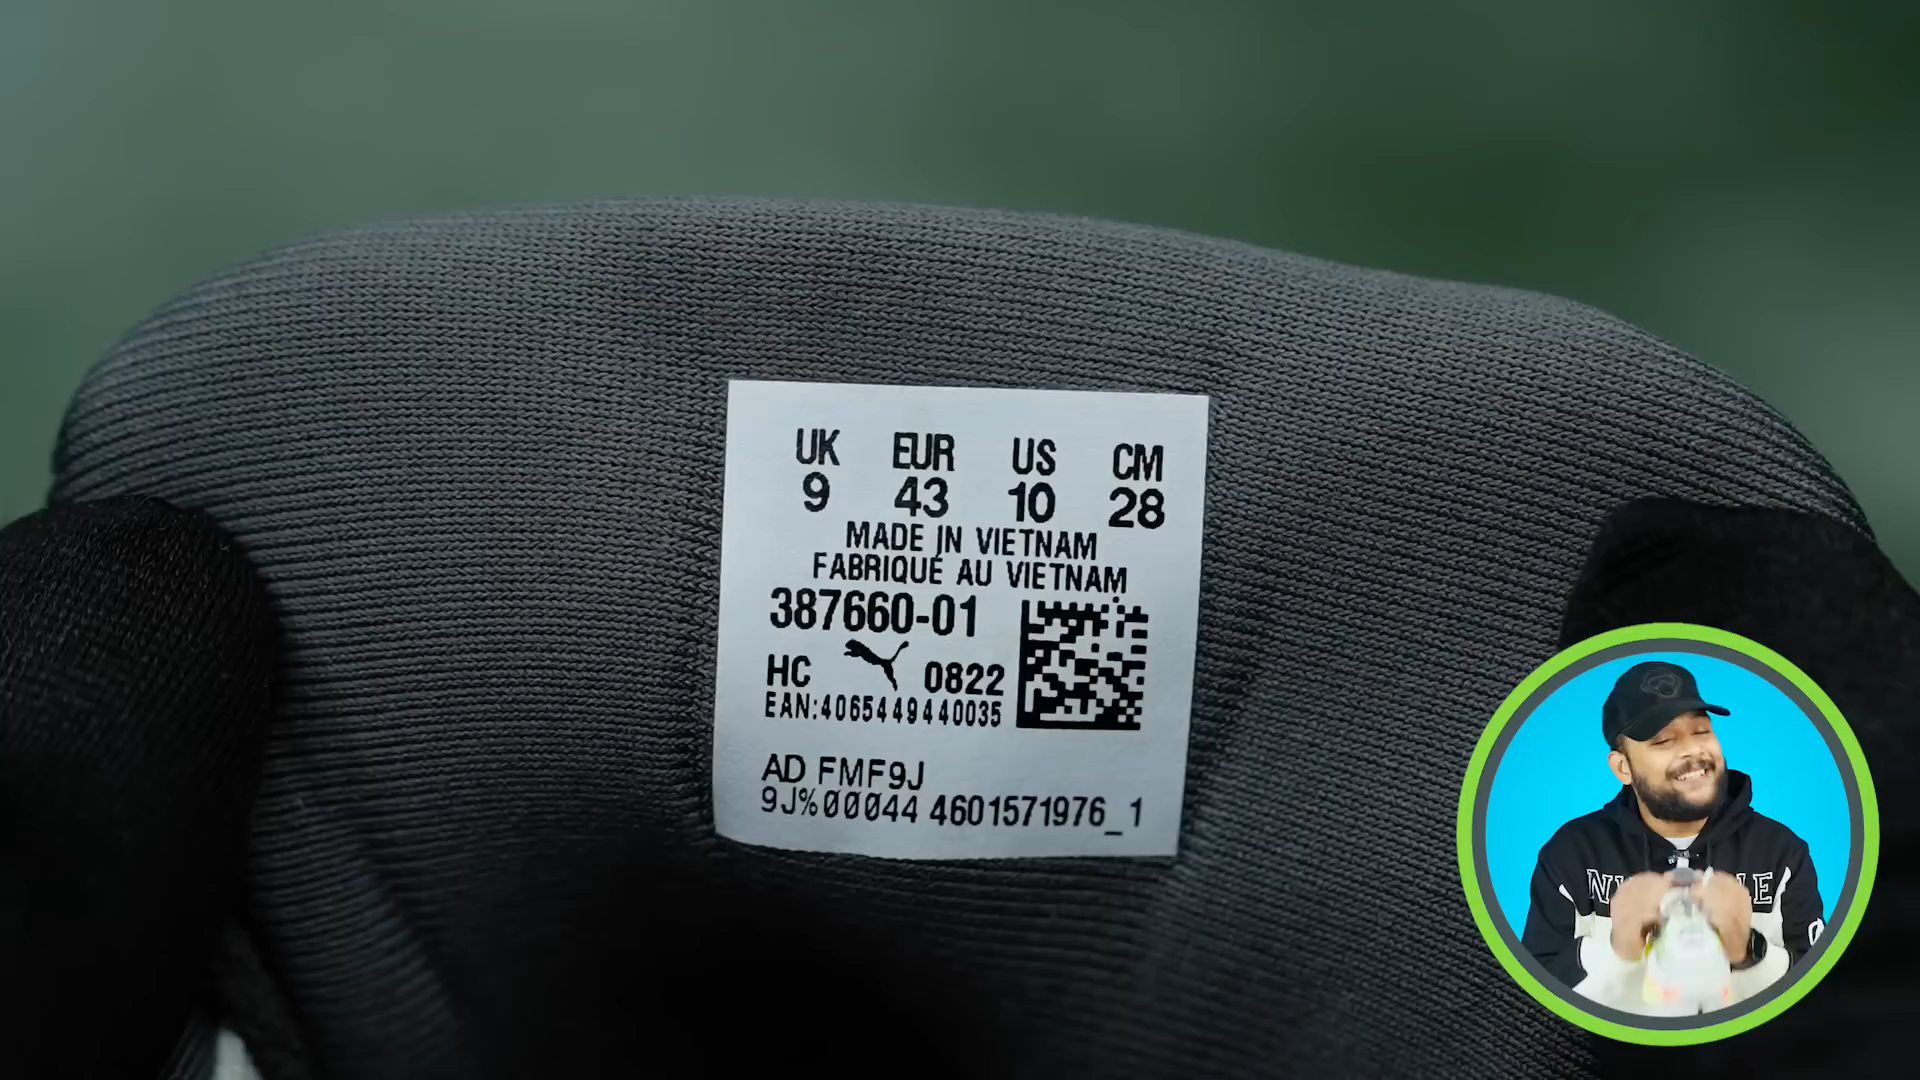 UK EUR US CM
9 43 10 28
MADE IN VIETNAM
FABRIQUÉ AU VIETNAM
387660-01
HC 0822
EAN:4065449440035
AD FMF9J
9J%00044 4601571976_1